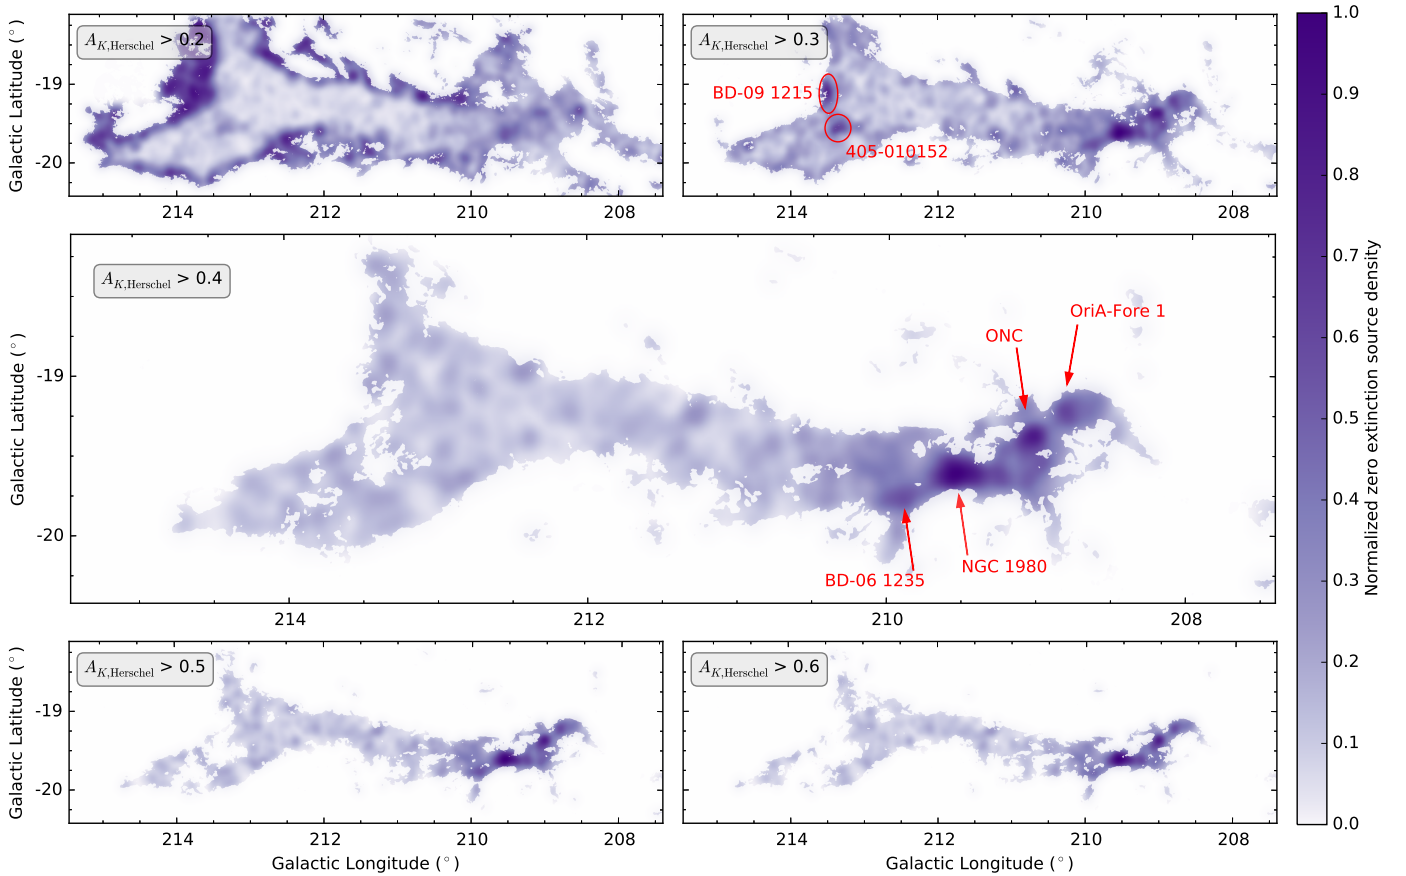 A_K,Herschel > 0.2
A_K,Herschel > 0.3
BD-09 1215
405-010152
Galactic Latitude (°)
-19
-20
214
212
210
208
214
212
210
208
A_K,Herschel > 0.4
OriA-Fore 1
ONC
BD-06 1235
NGC 1980
Galactic Latitude (°)
-19
-20
214
212
210
208
A_K,Herschel > 0.5
A_K,Herschel > 0.6
Galactic Latitude (°)
-19
-20
214
212
210
208
214
212
210
208
Galactic Longitude (°)
Galactic Longitude (°)
1.0
0.9
0.8
0.7
0.6
0.5
0.4
0.3
0.2
0.1
0.0
Normalized zero extinction source density